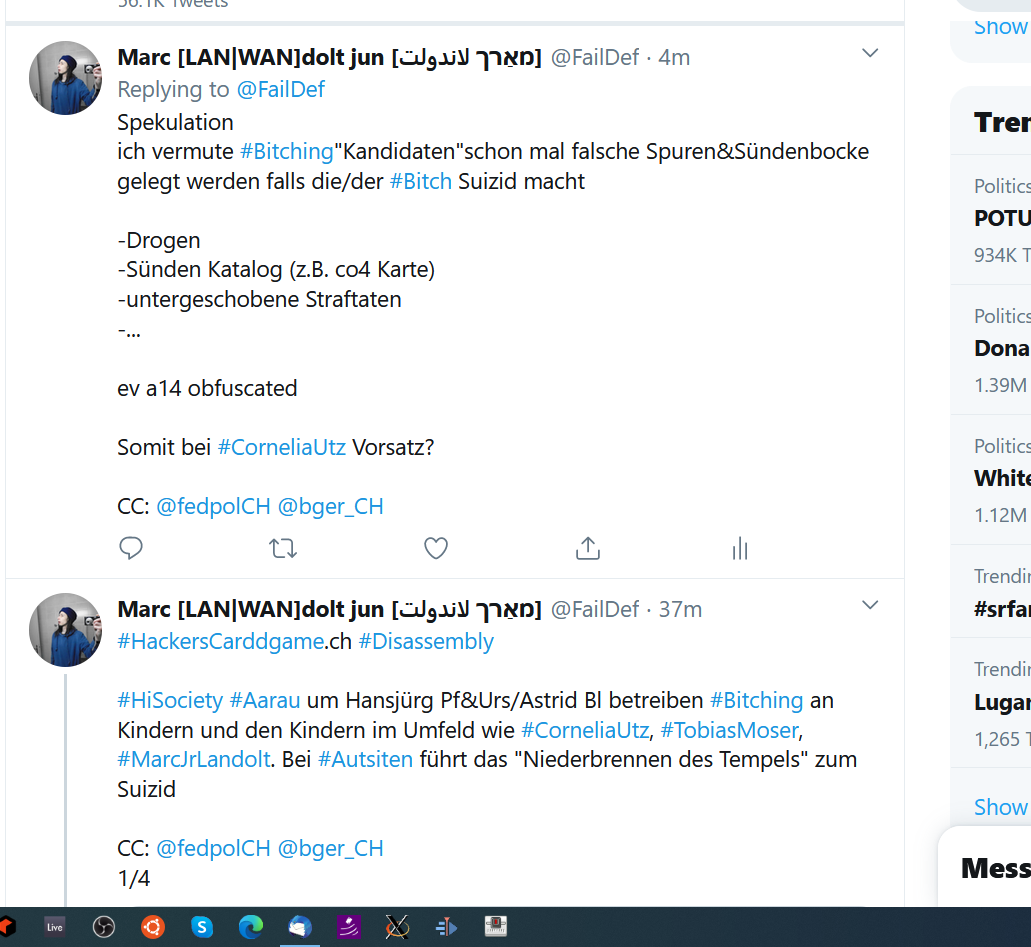 56.1K Tweets
Marc [LAN|WAN]dolt jun [מאַרך لاندولت] @FailDef · 4m
Replying to @FailDef
Spekulation
ich vermute #Bitching"Kandidaten"schon mal falsche Spuren&Sündenbocke
gelegt werden falls die/der #Bitch Suizid macht
-Drogen
-Sünden Katalog (z.B. co4 Karte)
-untergeschobene Straftaten
-...
ev a14 obfuscated
Somit bei #CorneliaUtz Vorsatz?
CC: @fedpolCH @bger_CH
Marc [LAN|WAN]dolt jun [מאַרך لاندولت] @FailDef · 37m
#HackersCarddgame.ch #Disassembly
#HiSociety #Aarau um Hansjürg Pf&Urs/Astrid Bl betreiben #Bitching an
Kindern und den Kindern im Umfeld wie #CorneliaUtz, #TobiasMoser,
#MarcJrLandolt. Bei #Autsiten führt das "Niederbrennen des Tempels" zum
Suizid
CC: @fedpolCH @bger_CH
1/4
Show
Tren
Politics
POTU
934K T
Politics
Dona
1.39M
Politics
White
1.12M
Trendin
#srfar
Trendin
Lugan
1,265 T
Show
Mess
Live